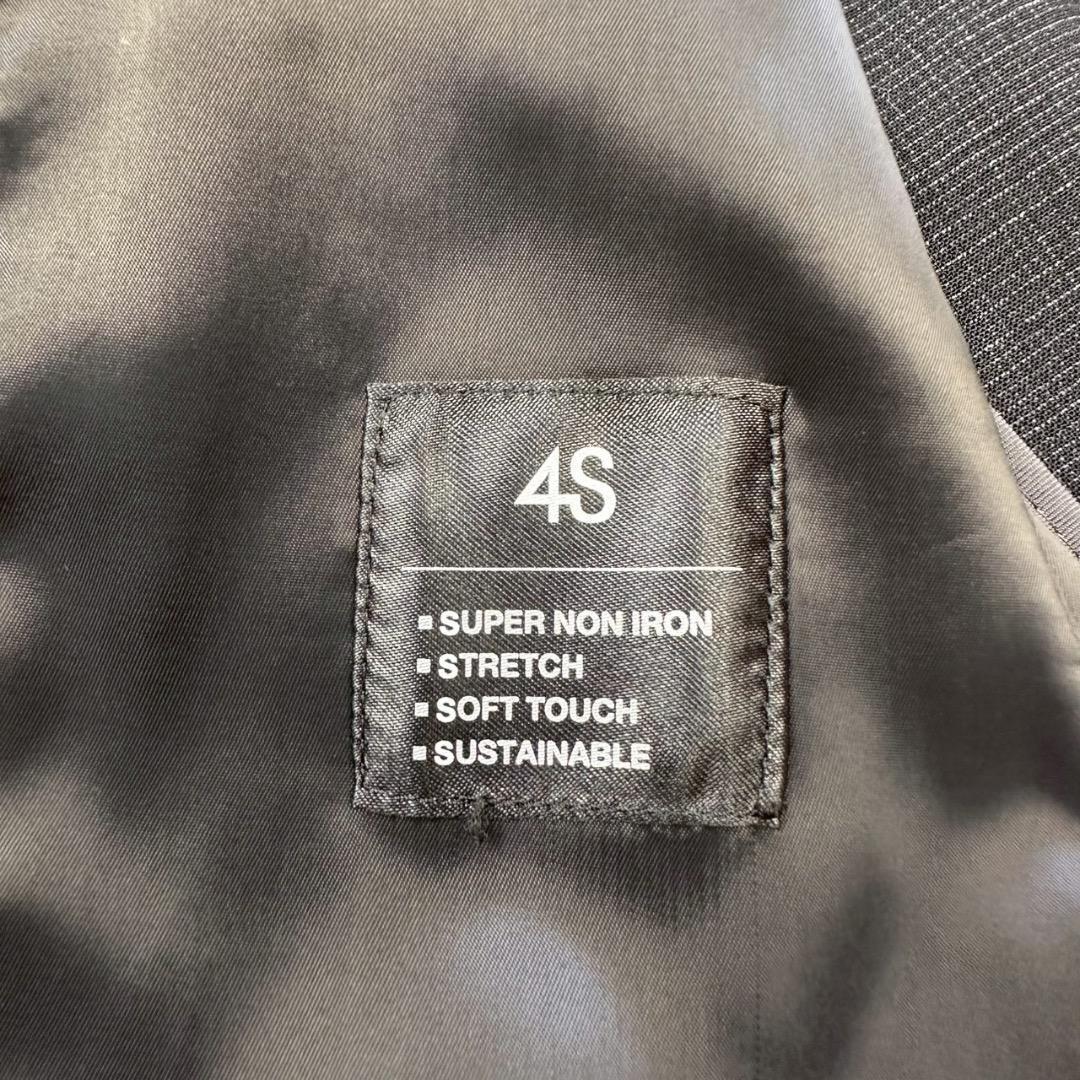 4S
▪ SUPER NON IRON
▪ STRETCH
▪ SOFT TOUCH
▪ SUSTAINABLE